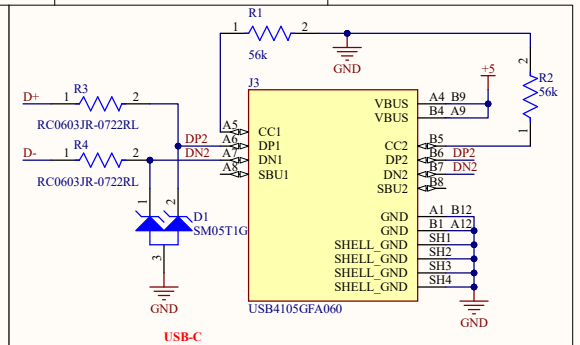 R1
1 2
56k
GND
+5
R2
56k
2
1
D+
1 R3 2
RC0603JR-0722RL
D-
1 R4 2
RC0603JR-0722RL
DP2
DN2
J3
A5 CC1
A6 DP1
A7 DN1
A8 SBU1
VBUS A4 B9
VBUS B4 A9
CC2 B5
DP2 B6 DP2
DN2 B7 DN2
SBU2 B8
GND A1 B12
GND B1 A12
SHELL_GND SH1
SHELL_GND SH2
SHELL_GND SH3
SHELL_GND SH4
USB4105GFA060
GND
1 2
D1
SM05T1G
3
GND
USB-C